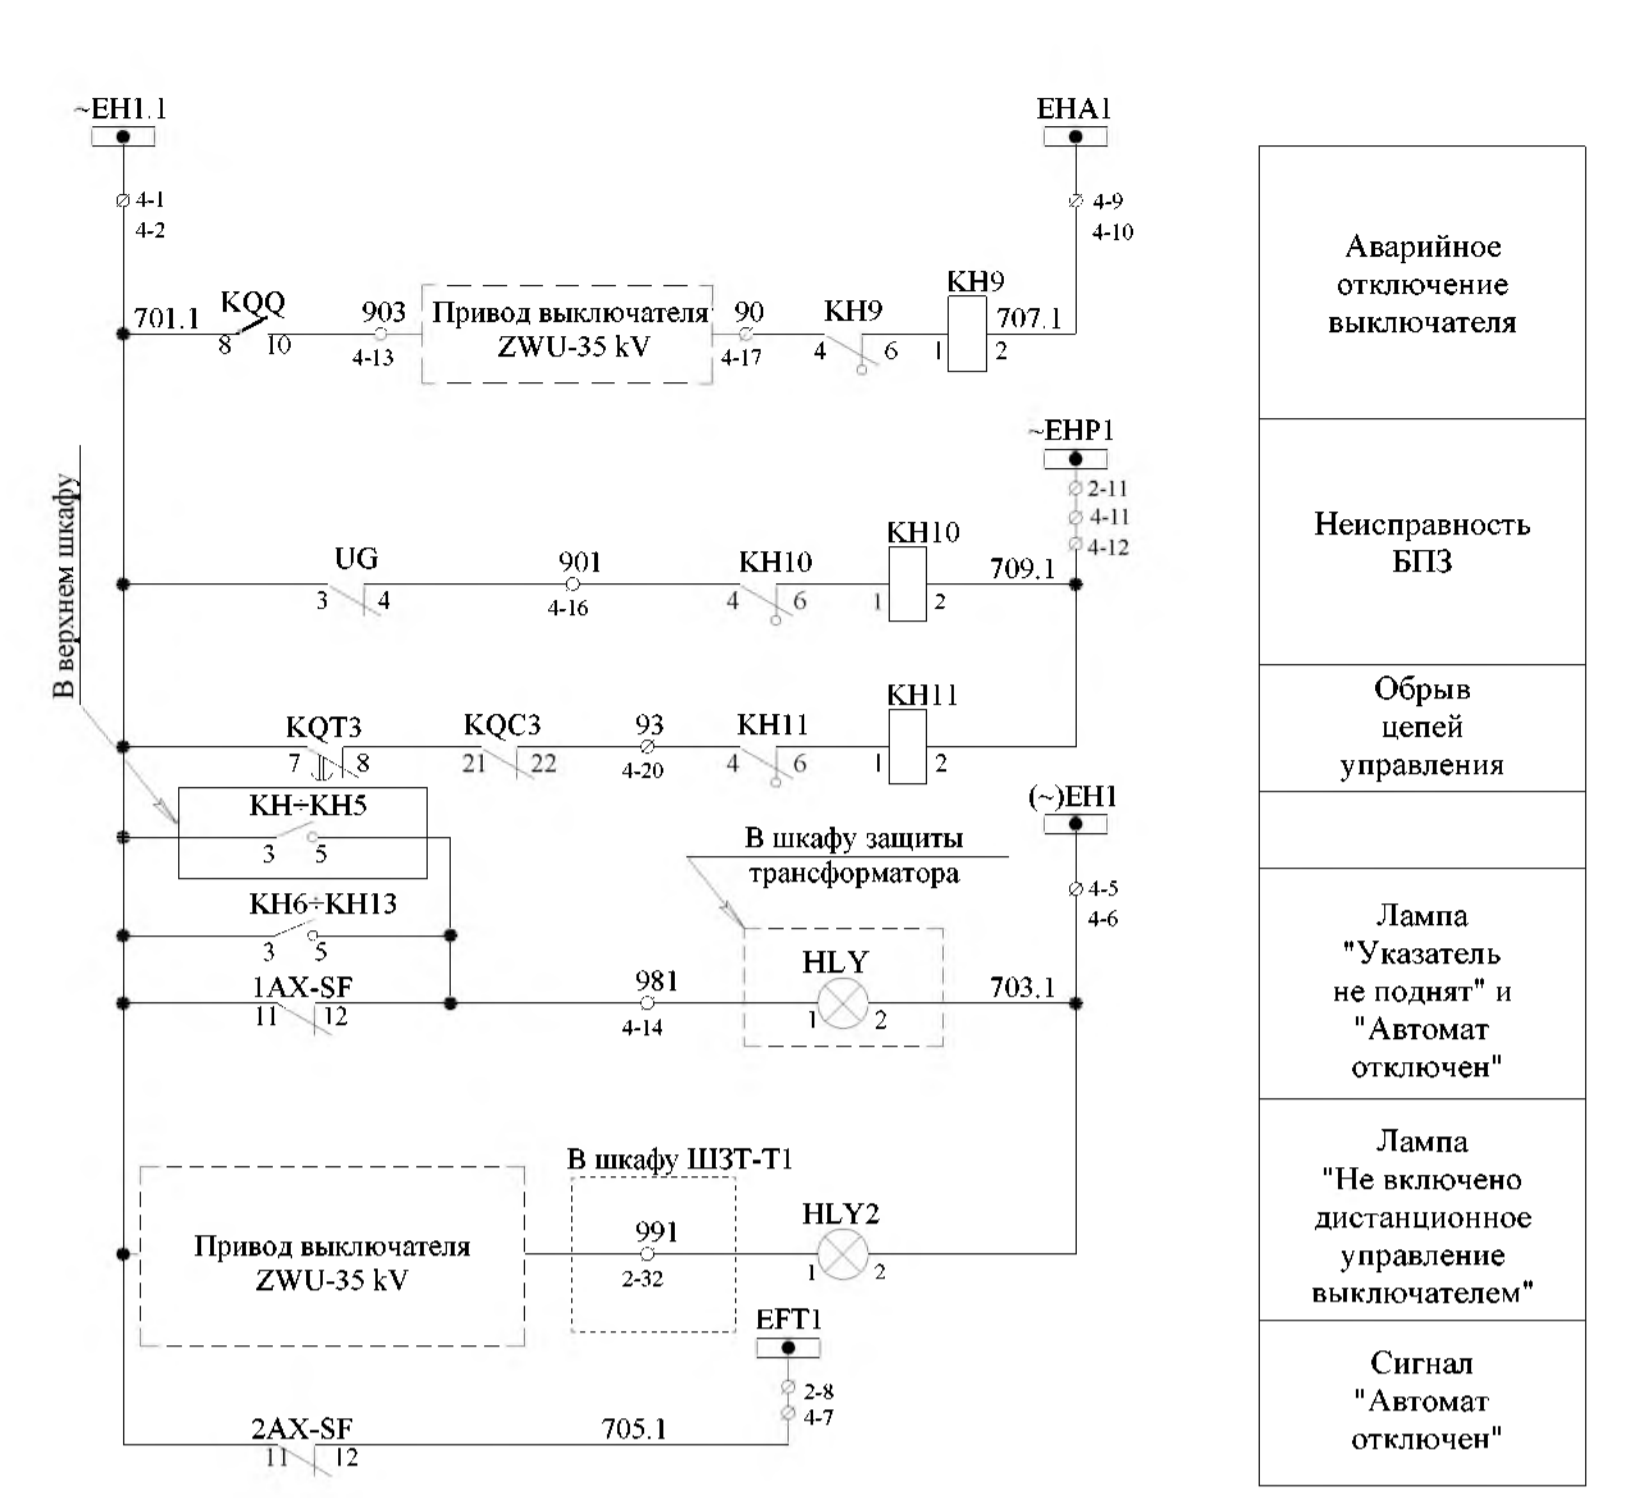 ~EH1.1
EHA1
4-1
4-2
4-9
4-10
701.1
KQQ
8
10
903
4-13
Привод выключателя
ZWU-35 kV
90
4-17
KH9
4
6
KH9
1
2
707.1
Аварийное
отключение
выключателя
~EHP1
2-11
4-11
4-12
В верхнем шкафу
UG
3
4
901
4-16
KH10
4
6
KH10
1
2
709.1
Неисправность
БПЗ
KQT3
7
8
KQC3
21
22
93
4-20
KH11
4
6
KH11
1
2
Обрыв
цепей
управления
KH÷KH5
3
5
(~)EH1
В шкафу защиты
трансформатора
4-5
4-6
KH6÷KH13
3
5
1AX-SF
11
12
981
4-14
HLY
1
2
703.1
Лампа
"Указатель
не поднят" и
"Автомат
отключен"
Привод выключателя
ZWU-35 kV
В шкафу ШЗТ-Т1
991
2-32
HLY2
1
2
Лампа
"Не включено
дистанционное
управление
выключателем"
EFT1
2-8
4-7
2AX-SF
11
12
705.1
Сигнал
"Автомат
отключен"